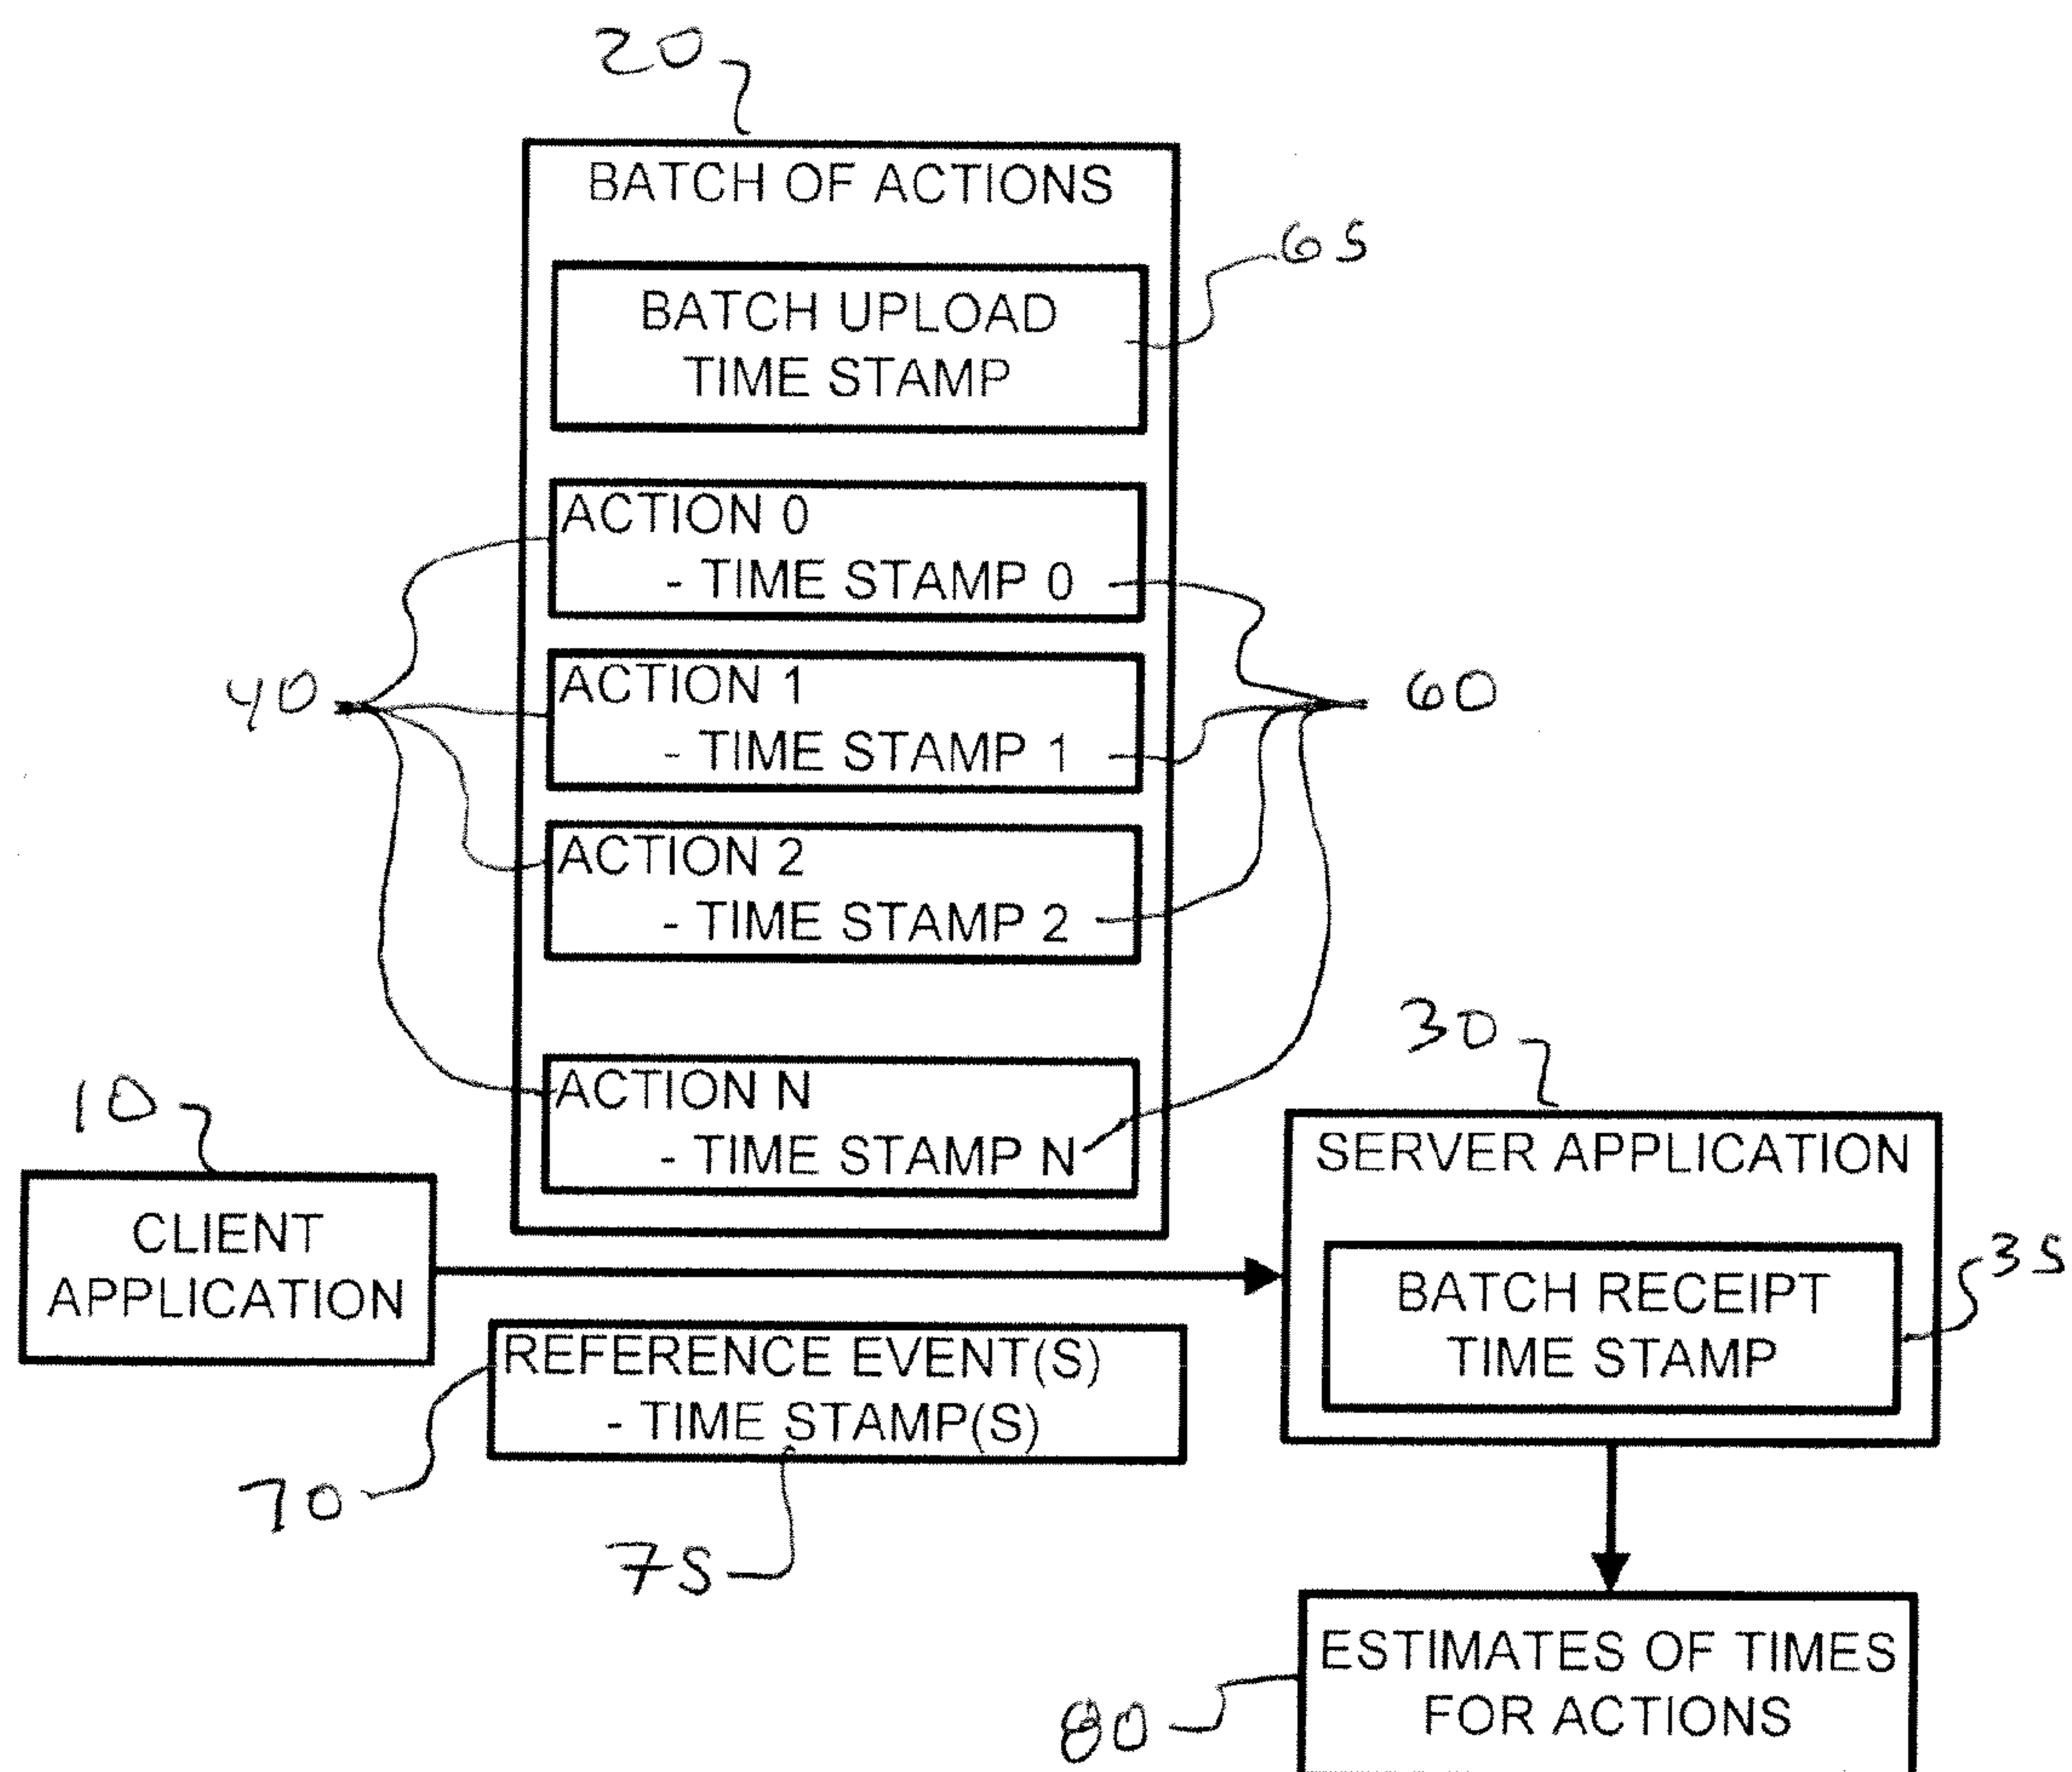 20
BATCH OF ACTIONS
65
BATCH UPLOAD
TIME STAMP
ACTION 0
- TIME STAMP 0
40
60
ACTION 1
- TIME STAMP 1
ACTION 2
- TIME STAMP 2
ACTION N
- TIME STAMP N
10
CLIENT
APPLICATION
30
SERVER APPLICATION
35
BATCH RECEIPT
TIME STAMP
REFERENCE EVENT(S)
- TIME STAMP(S)
70
75
80
ESTIMATES OF TIMES
FOR ACTIONS